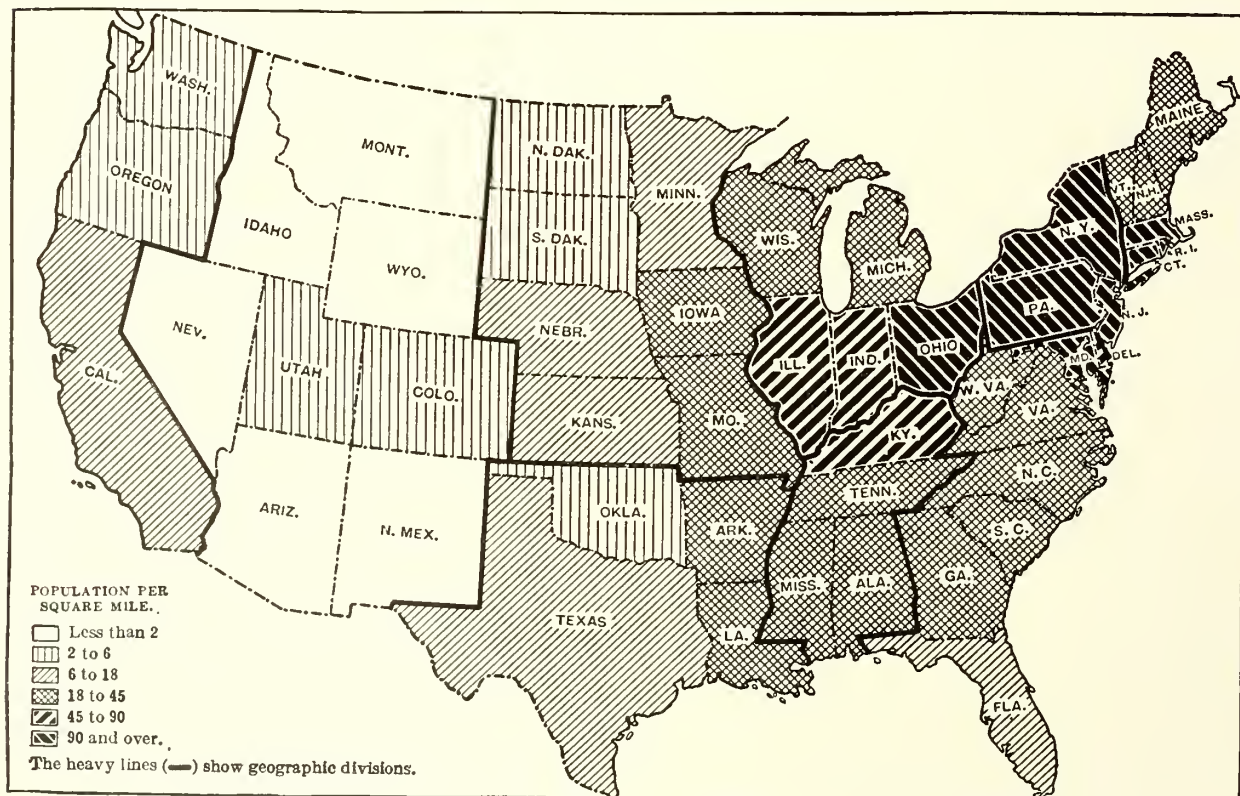 WASH.
OREGON
CAL.
NEV.
IDAHO
MONT.
WYO.
UTAH
COLO.
ARIZ.
N. MEX.
N. DAK.
S. DAK.
NEBR.
KANS.
OKLA.
TEXAS
MINN.
IOWA
MO.
ARK.
LA.
WIS.
MICH.
ILL.
IND.
OHIO
KY.
TENN.
MISS.
ALA.
GA.
FLA.
S. C.
N. C.
VA.
W. VA.
MD.
DEL.
PA.
N. J.
N. Y.
CT.
R. I.
MASS.
N.H.
MAINE
POPULATION PER
SQUARE MILE.
Less than 2
2 to 6
6 to 18
18 to 45
45 to 90
90 and over.
The heavy lines (━) show geographic divisions.